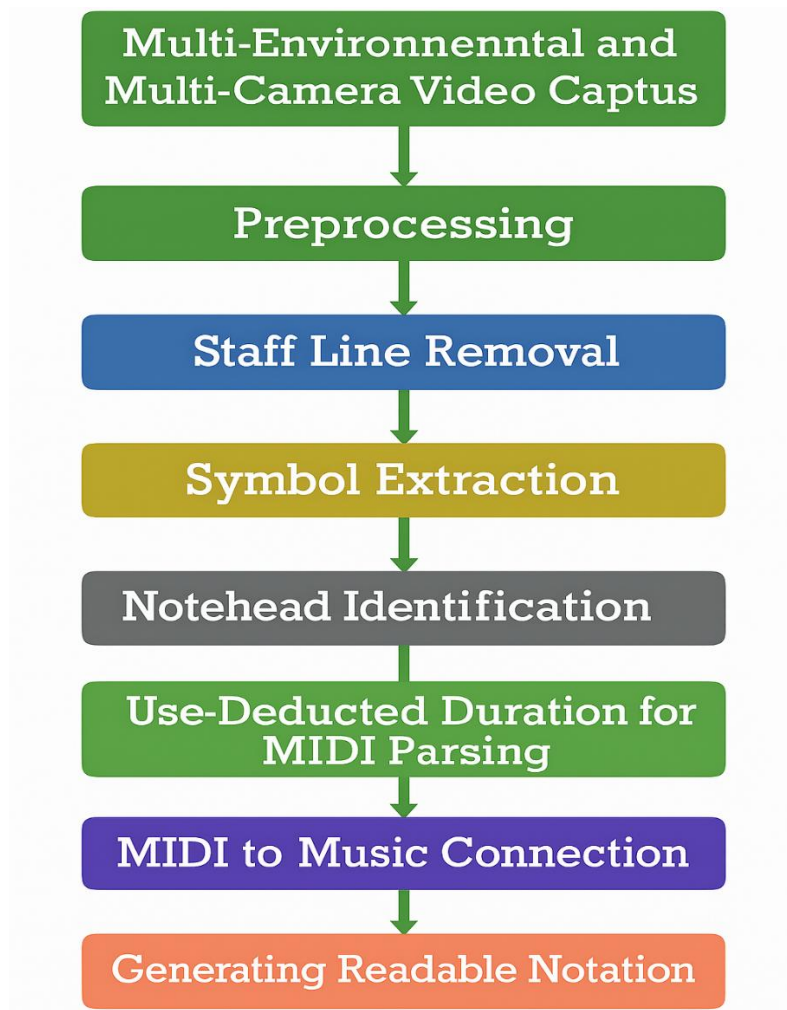 Multi-Environnenntal and
Multi-Camera Video Captus
Preprocessing
Staff Line Removal
Symbol Extraction
Notehead Identification
Use-Deducted Duration for
MIDI Parsing
MIDI to Music Connection
Generating Readable Notation